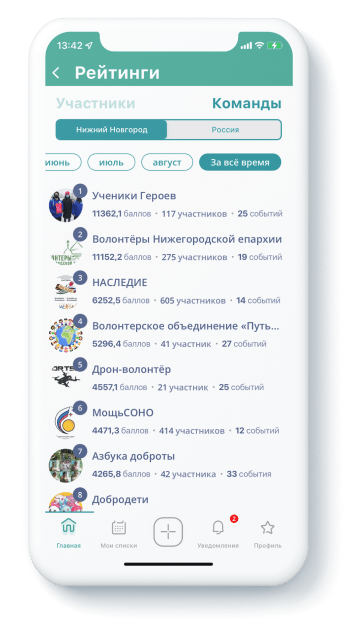 13:42
Рейтинги
Участники Команды
Нижний Новгород Россия
июнь июль август За всё время
1 Ученики Героев
11362,1 баллов · 117 участников · 25 событий
2 Волонтёры Нижегородской епархии
11152,2 баллов · 275 участников · 19 событий
3 НАСЛЕДИЕ
6252,5 баллов · 605 участников · 14 событий
4 Волонтерское объединение «Путь...
5296,4 баллов · 41 участник · 27 событий
5 Дрон-волонтёр
4557,1 баллов · 21 участник · 25 событий
6 МощьСОНО
4471,3 баллов · 414 участников · 12 событий
7 Азбука доброты
4265,8 баллов · 42 участника · 33 события
8 Добродети
2
Главная Мои списки Уведомления Профиль